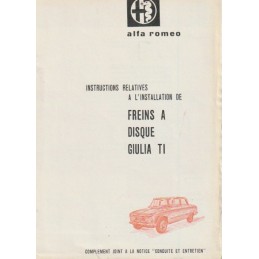 alfa romeo
INSTRUCTIONS RELATIVES
A L'INSTALLATION DE
FREINS A
DISQUE
GIULIA TI
COMPLEMENT JOINT A LA NOTICE "CONDUITE ET ENTRETIEN"